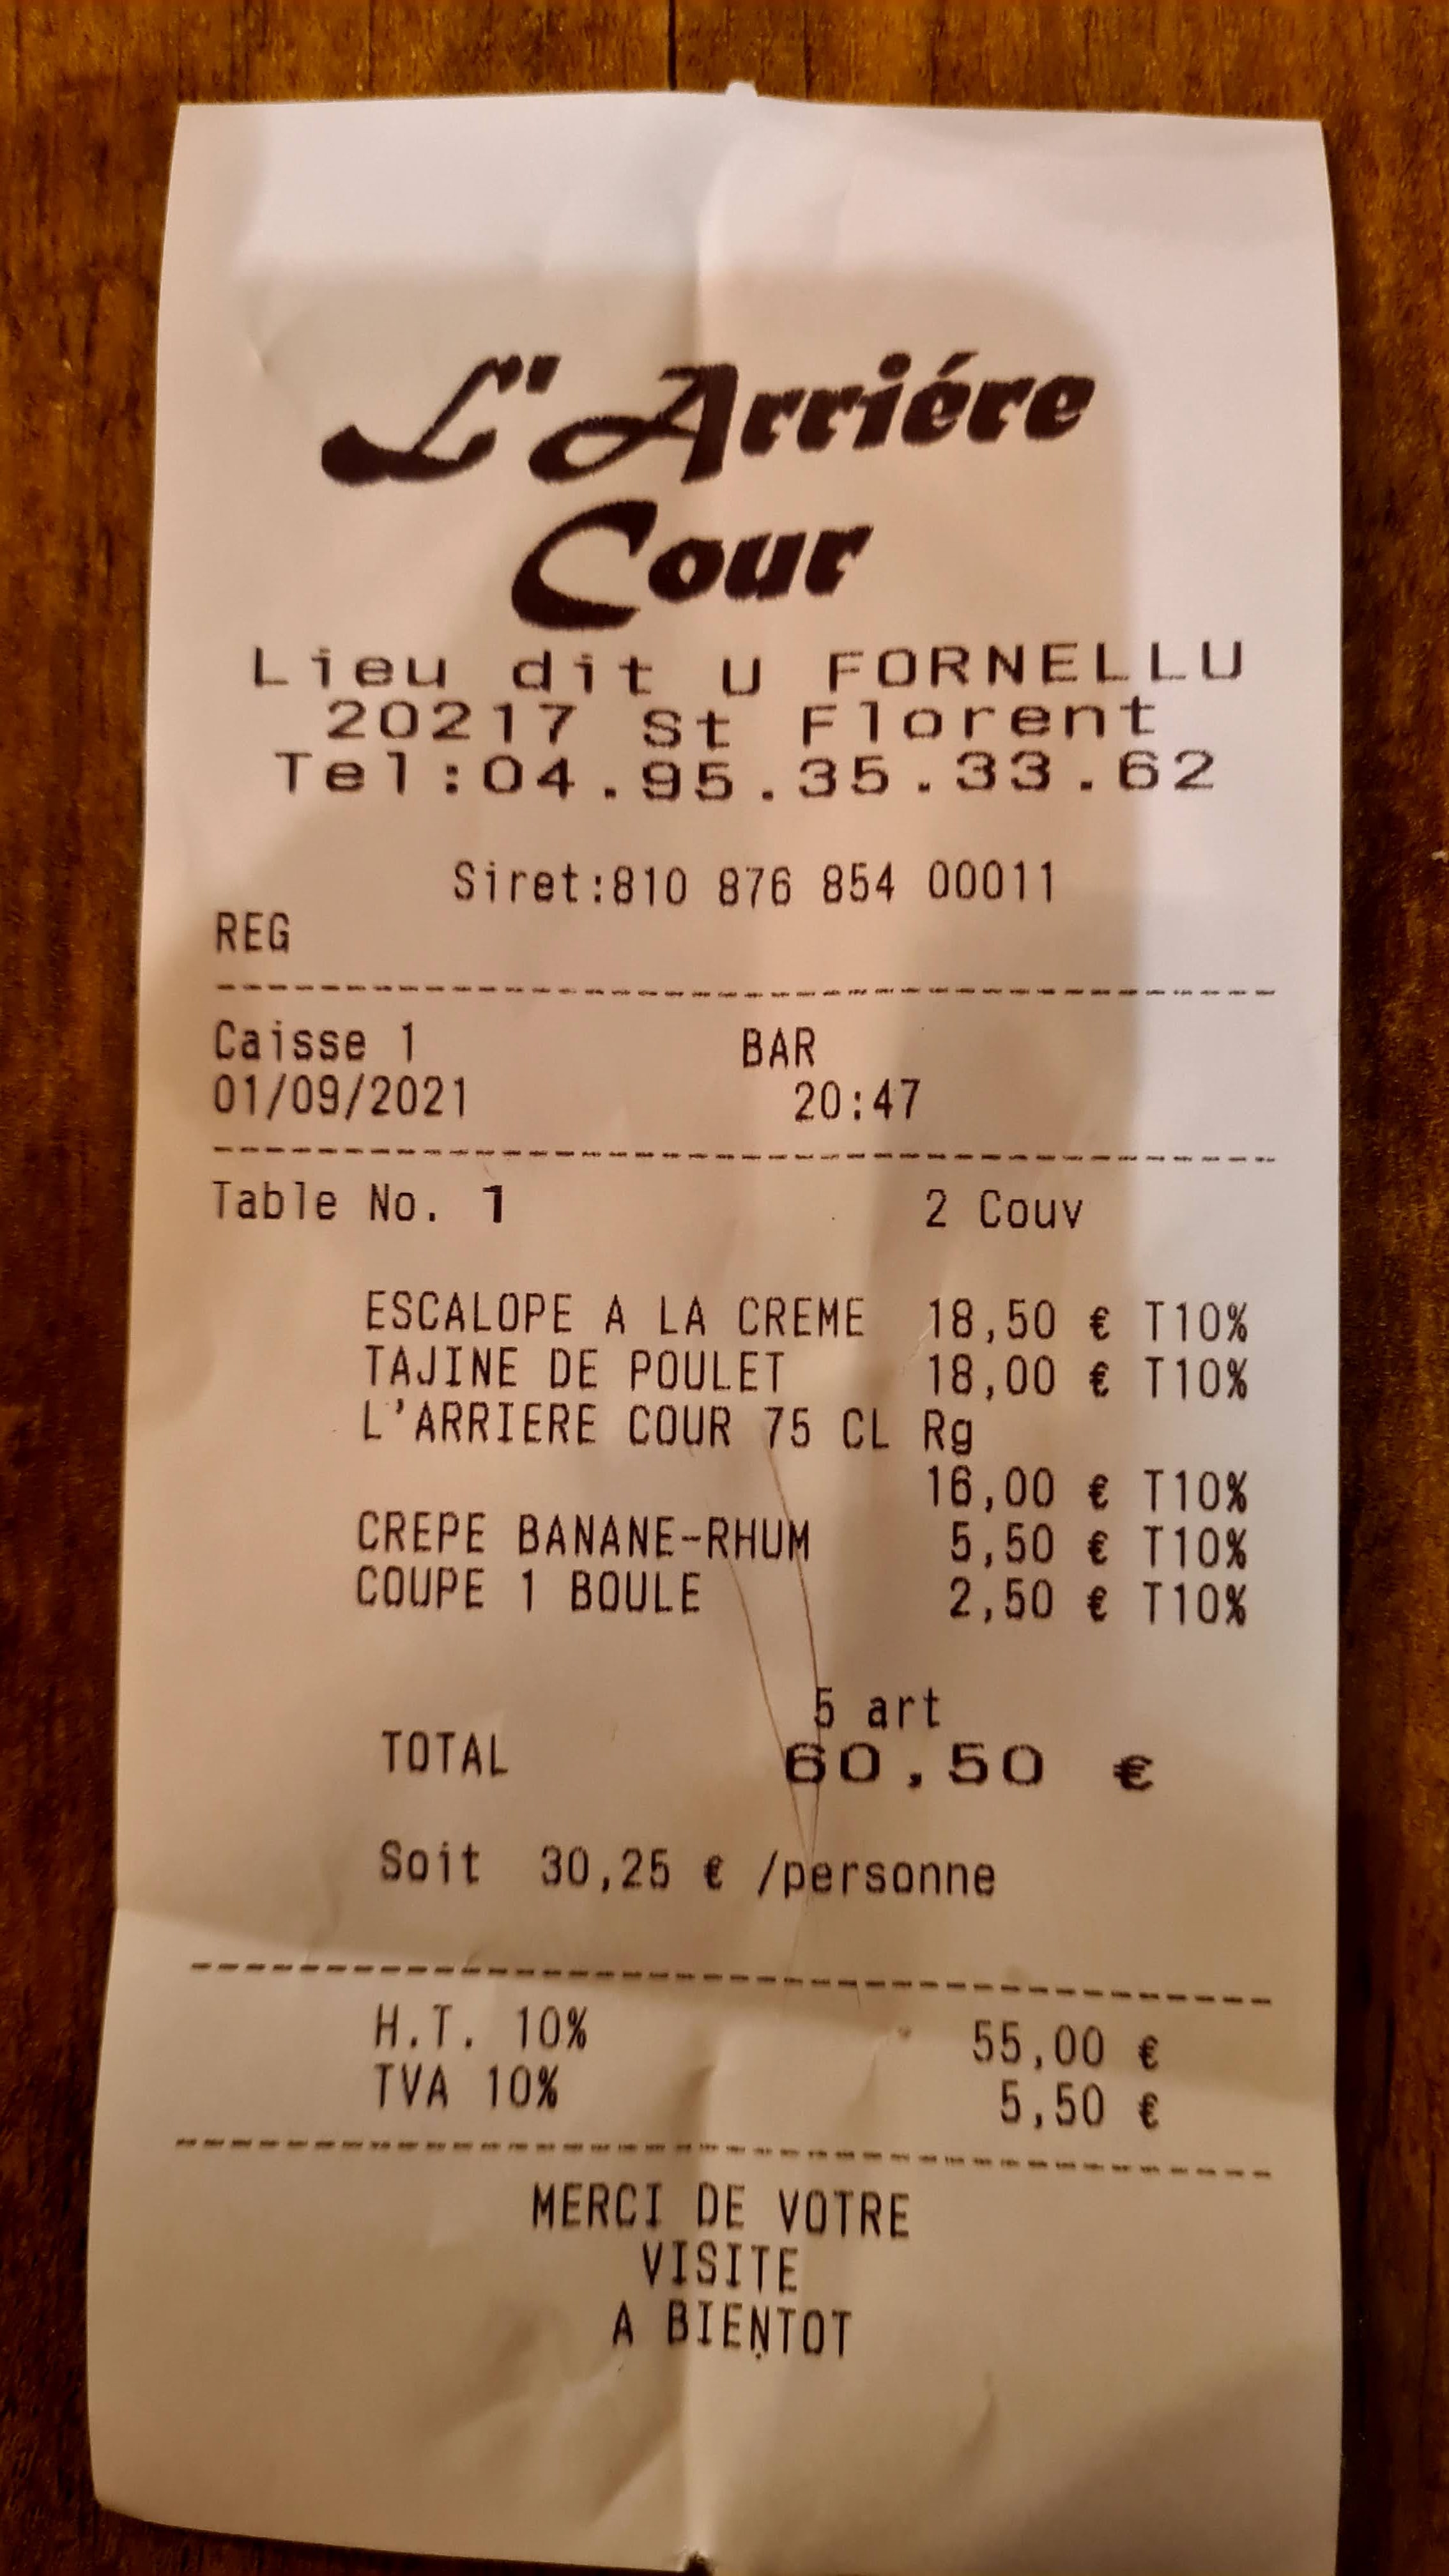 L'Arriére
Cour
Lieu dit U FORNELLU
20217 St Florent
Tel:04.95.35.33.62
Siret:810 876 854 00011
REG
Caisse 1 BAR
01/09/2021 20:47
Table No. 1 2 Couv
ESCALOPE A LA CREME 18,50 € T10%
TAJINE DE POULET 18,00 € T10%
L'ARRIERE COUR 75 CL Rg
16,00 € T10%
CREPE BANANE-RHUM 5,50 € T10%
COUPE 1 BOULE 2,50 € T10%
5 art
TOTAL 60,50 €
Soit 30,25 € /personne
H.T. 10% 55,00 €
TVA 10% 5,50 €
MERCI DE VOTRE
VISITE
A BIENTOT